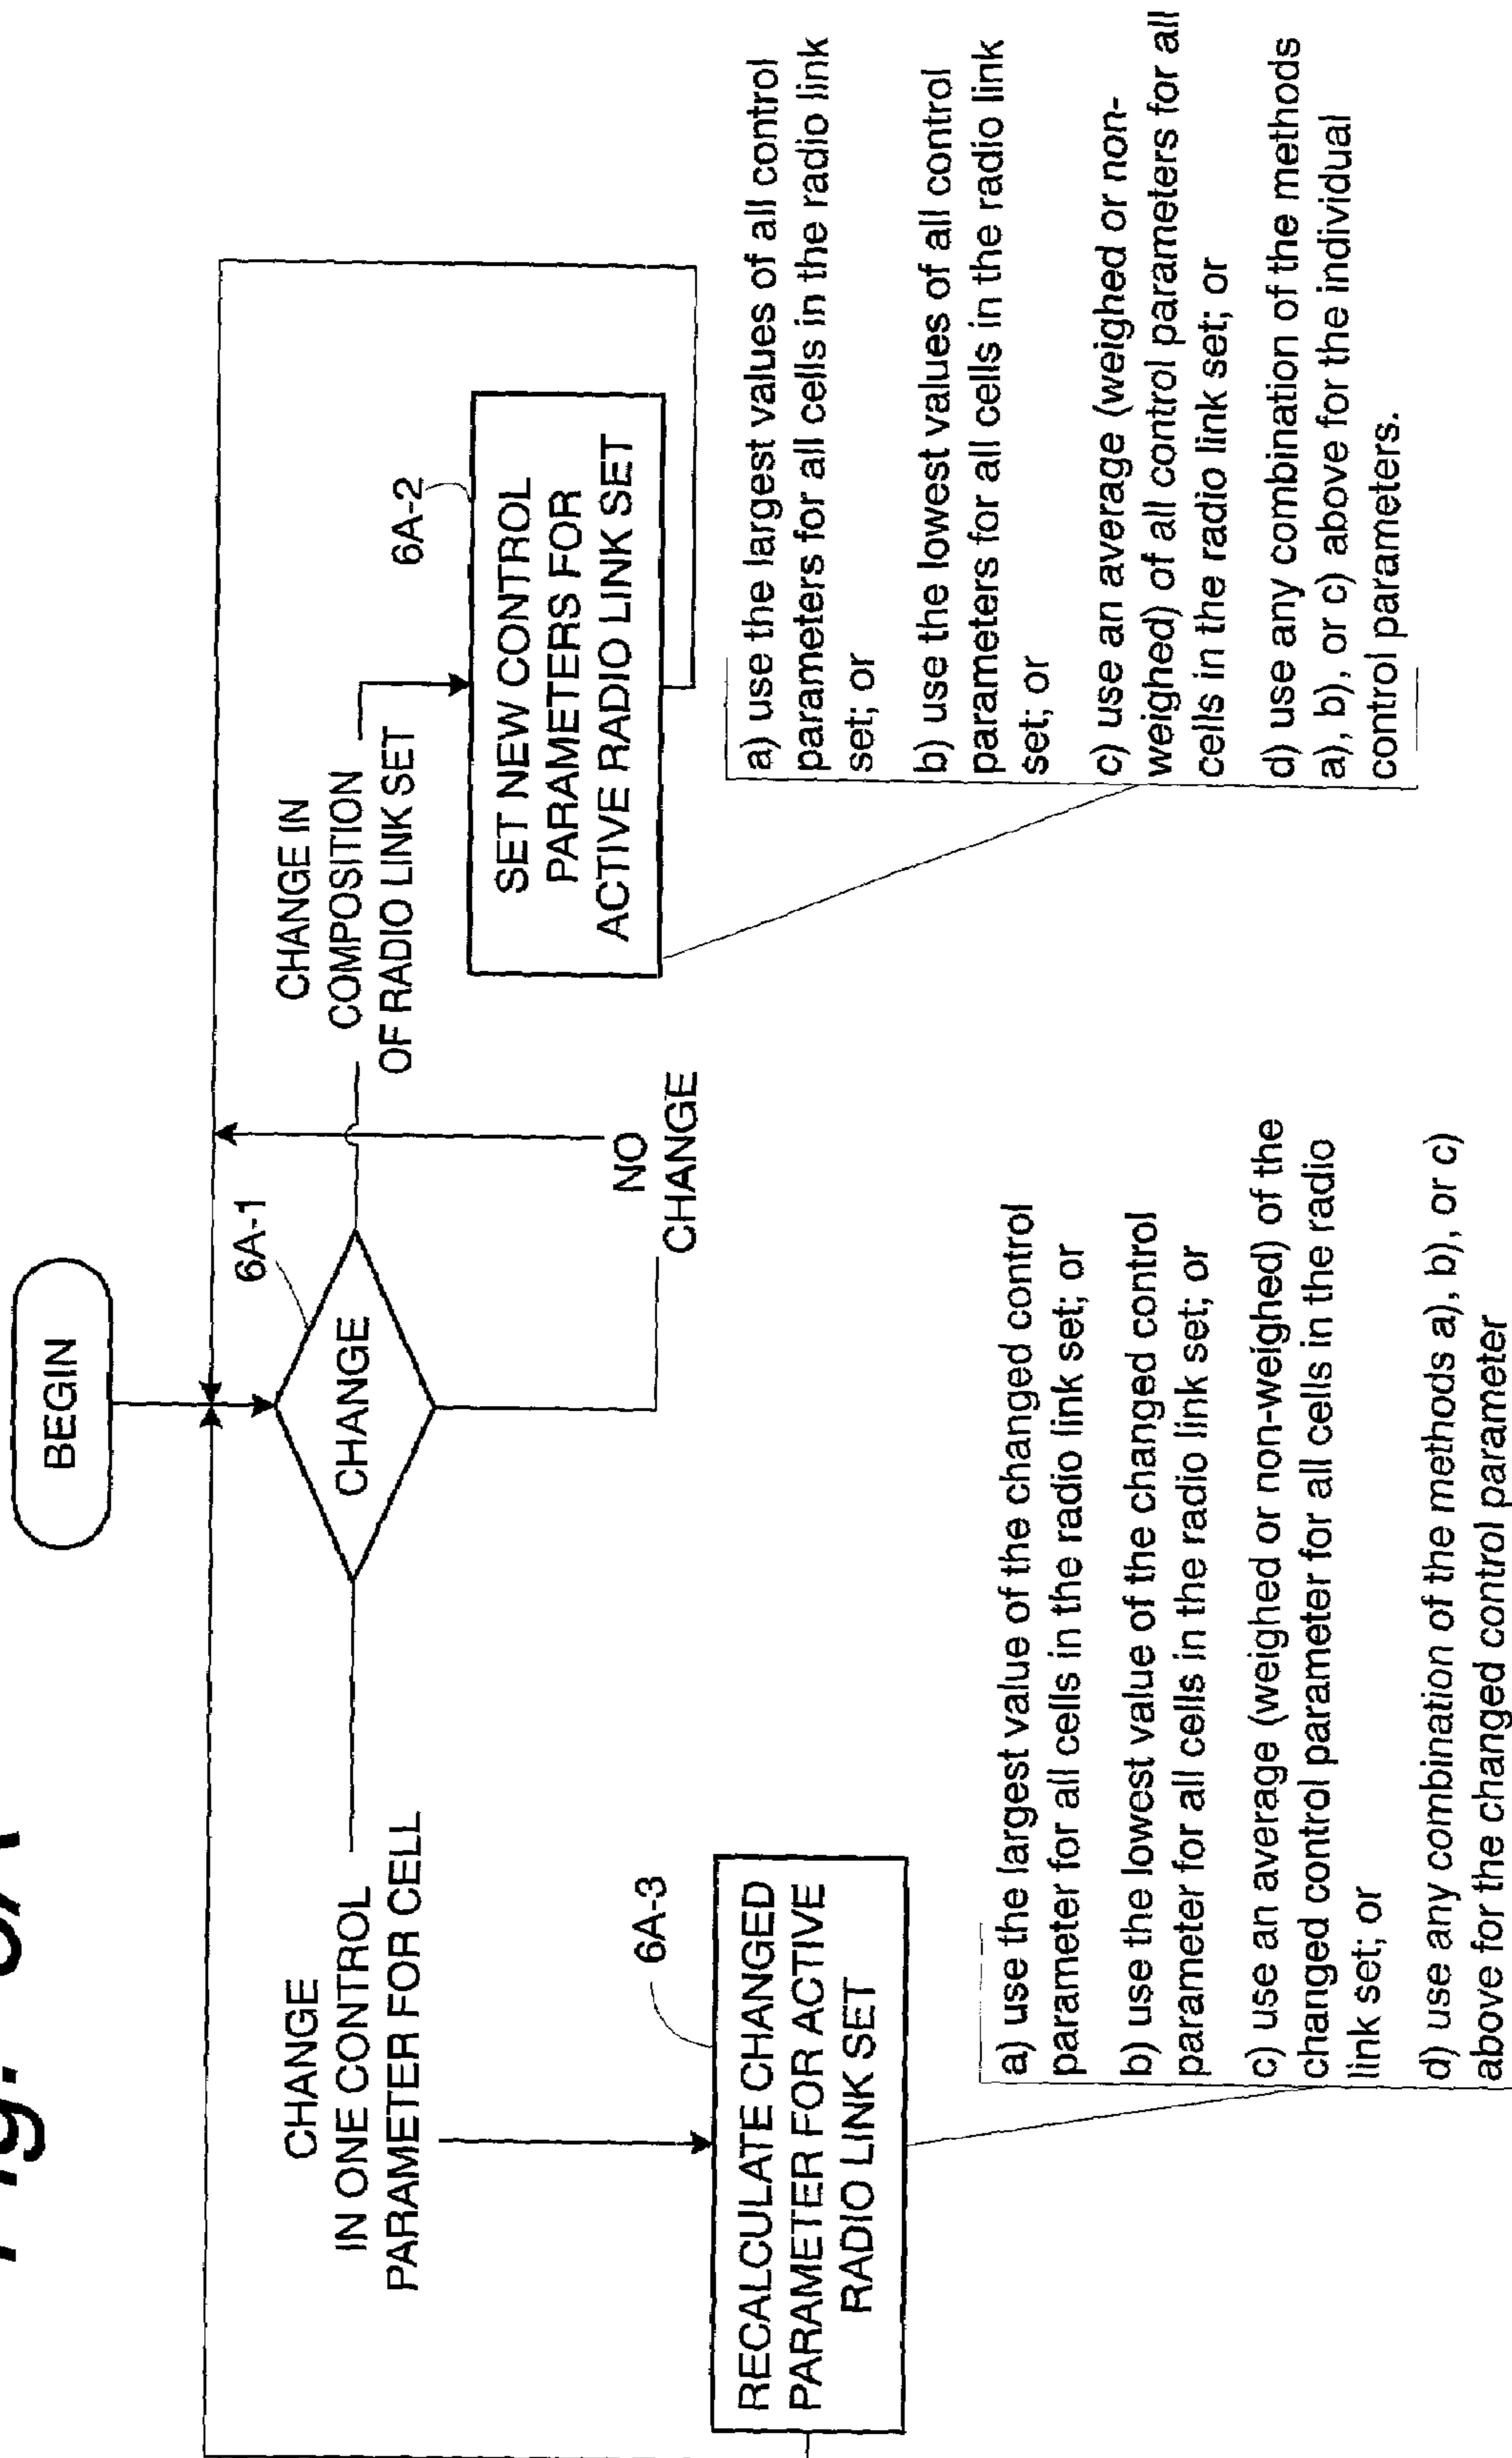 Fig. 6A
BEGIN
6A-1
CHANGE
CHANGE
IN ONE CONTROL
PARAMETER FOR CELL
NO
CHANGE
CHANGE IN
COMPOSITION
OF RADIO LINK SET
6A-2
SET NEW CONTROL
PARAMETERS FOR
ACTIVE RADIO LINK SET
a) use the largest values of all control
parameters for all cells in the radio link
set; or
b) use the lowest values of all control
parameters for all cells in the radio link
set; or
c) use an average (weighed or non-
weighed) of all control parameters for all
cells in the radio link set; or
d) use any combination of the methods
a), b), or c) above for the individual
control parameters.
6A-3
RECALCULATE CHANGED
PARAMETER FOR ACTIVE
RADIO LINK SET
a) use the largest value of the changed control
parameter for all cells in the radio link set; or
b) use the lowest value of the changed control
parameter for all cells in the radio link set; or
c) use an average (weighed or non-weighed) of the
changed control parameter for all cells in the radio
link set; or
d) use any combination of the methods a), b), or c)
above for the changed control parameter